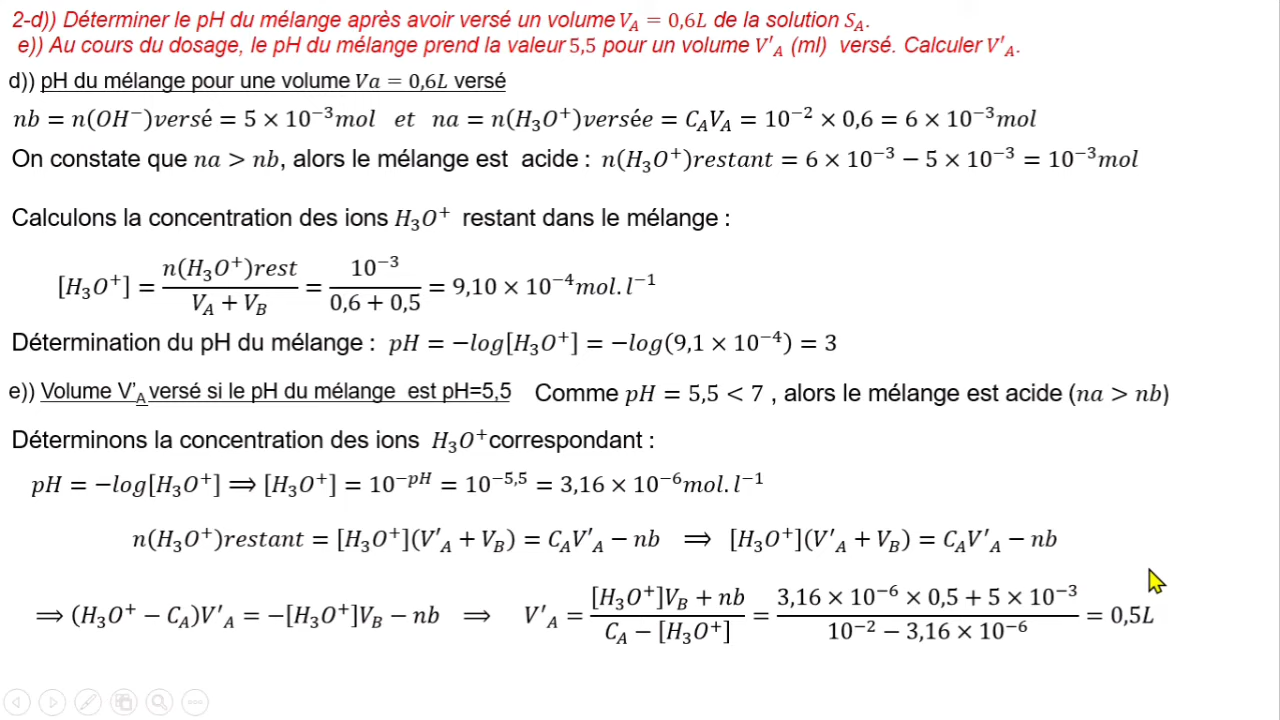 2-d)) Déterminer le pH du mélange après avoir versé un volume V_A = 0,6L de la solution S_A.
e)) Au cours du dosage, le pH du mélange prend la valeur 5,5 pour un volume V'_A (ml) versé. Calculer V'_A.
d)) pH du mélange pour une volume Va = 0,6L versé
nb = n(OH⁻)versé = 5 × 10⁻³mol et na = n(H₃O⁺)versée = C_AV_A = 10⁻² × 0,6 = 6 × 10⁻³mol
On constate que na > nb, alors le mélange est acide : n(H₃O⁺)restant = 6 × 10⁻³ − 5 × 10⁻³ = 10⁻³mol
Calculons la concentration des ions H₃O⁺ restant dans le mélange :
[H₃O⁺] = n(H₃O⁺)rest / (V_A + V_B) = 10⁻³ / (0,6 + 0,5) = 9,10 × 10⁻⁴mol.l⁻¹
Détermination du pH du mélange : pH = −log[H₃O⁺] = −log(9,1 × 10⁻⁴) = 3
e)) Volume V'_A versé si le pH du mélange est pH=5,5 Comme pH = 5,5 < 7 , alors le mélange est acide (na > nb)
Déterminons la concentration des ions H₃O⁺correspondant :
pH = −log[H₃O⁺] ⟹ [H₃O⁺] = 10⁻ᵖᴴ = 10⁻⁵,⁵ = 3,16 × 10⁻⁶mol.l⁻¹
n(H₃O⁺)restant = [H₃O⁺](V'_A + V_B) = C_AV'_A − nb ⟹ [H₃O⁺](V'_A + V_B) = C_AV'_A − nb
⟹ (H₃O⁺ − C_A)V'_A = −[H₃O⁺]V_B − nb ⟹ V'_A = ([H₃O⁺]V_B + nb) / (C_A − [H₃O⁺]) = (3,16 × 10⁻⁶ × 0,5 + 5 × 10⁻³) / (10⁻² − 3,16 × 10⁻⁶) = 0,5L